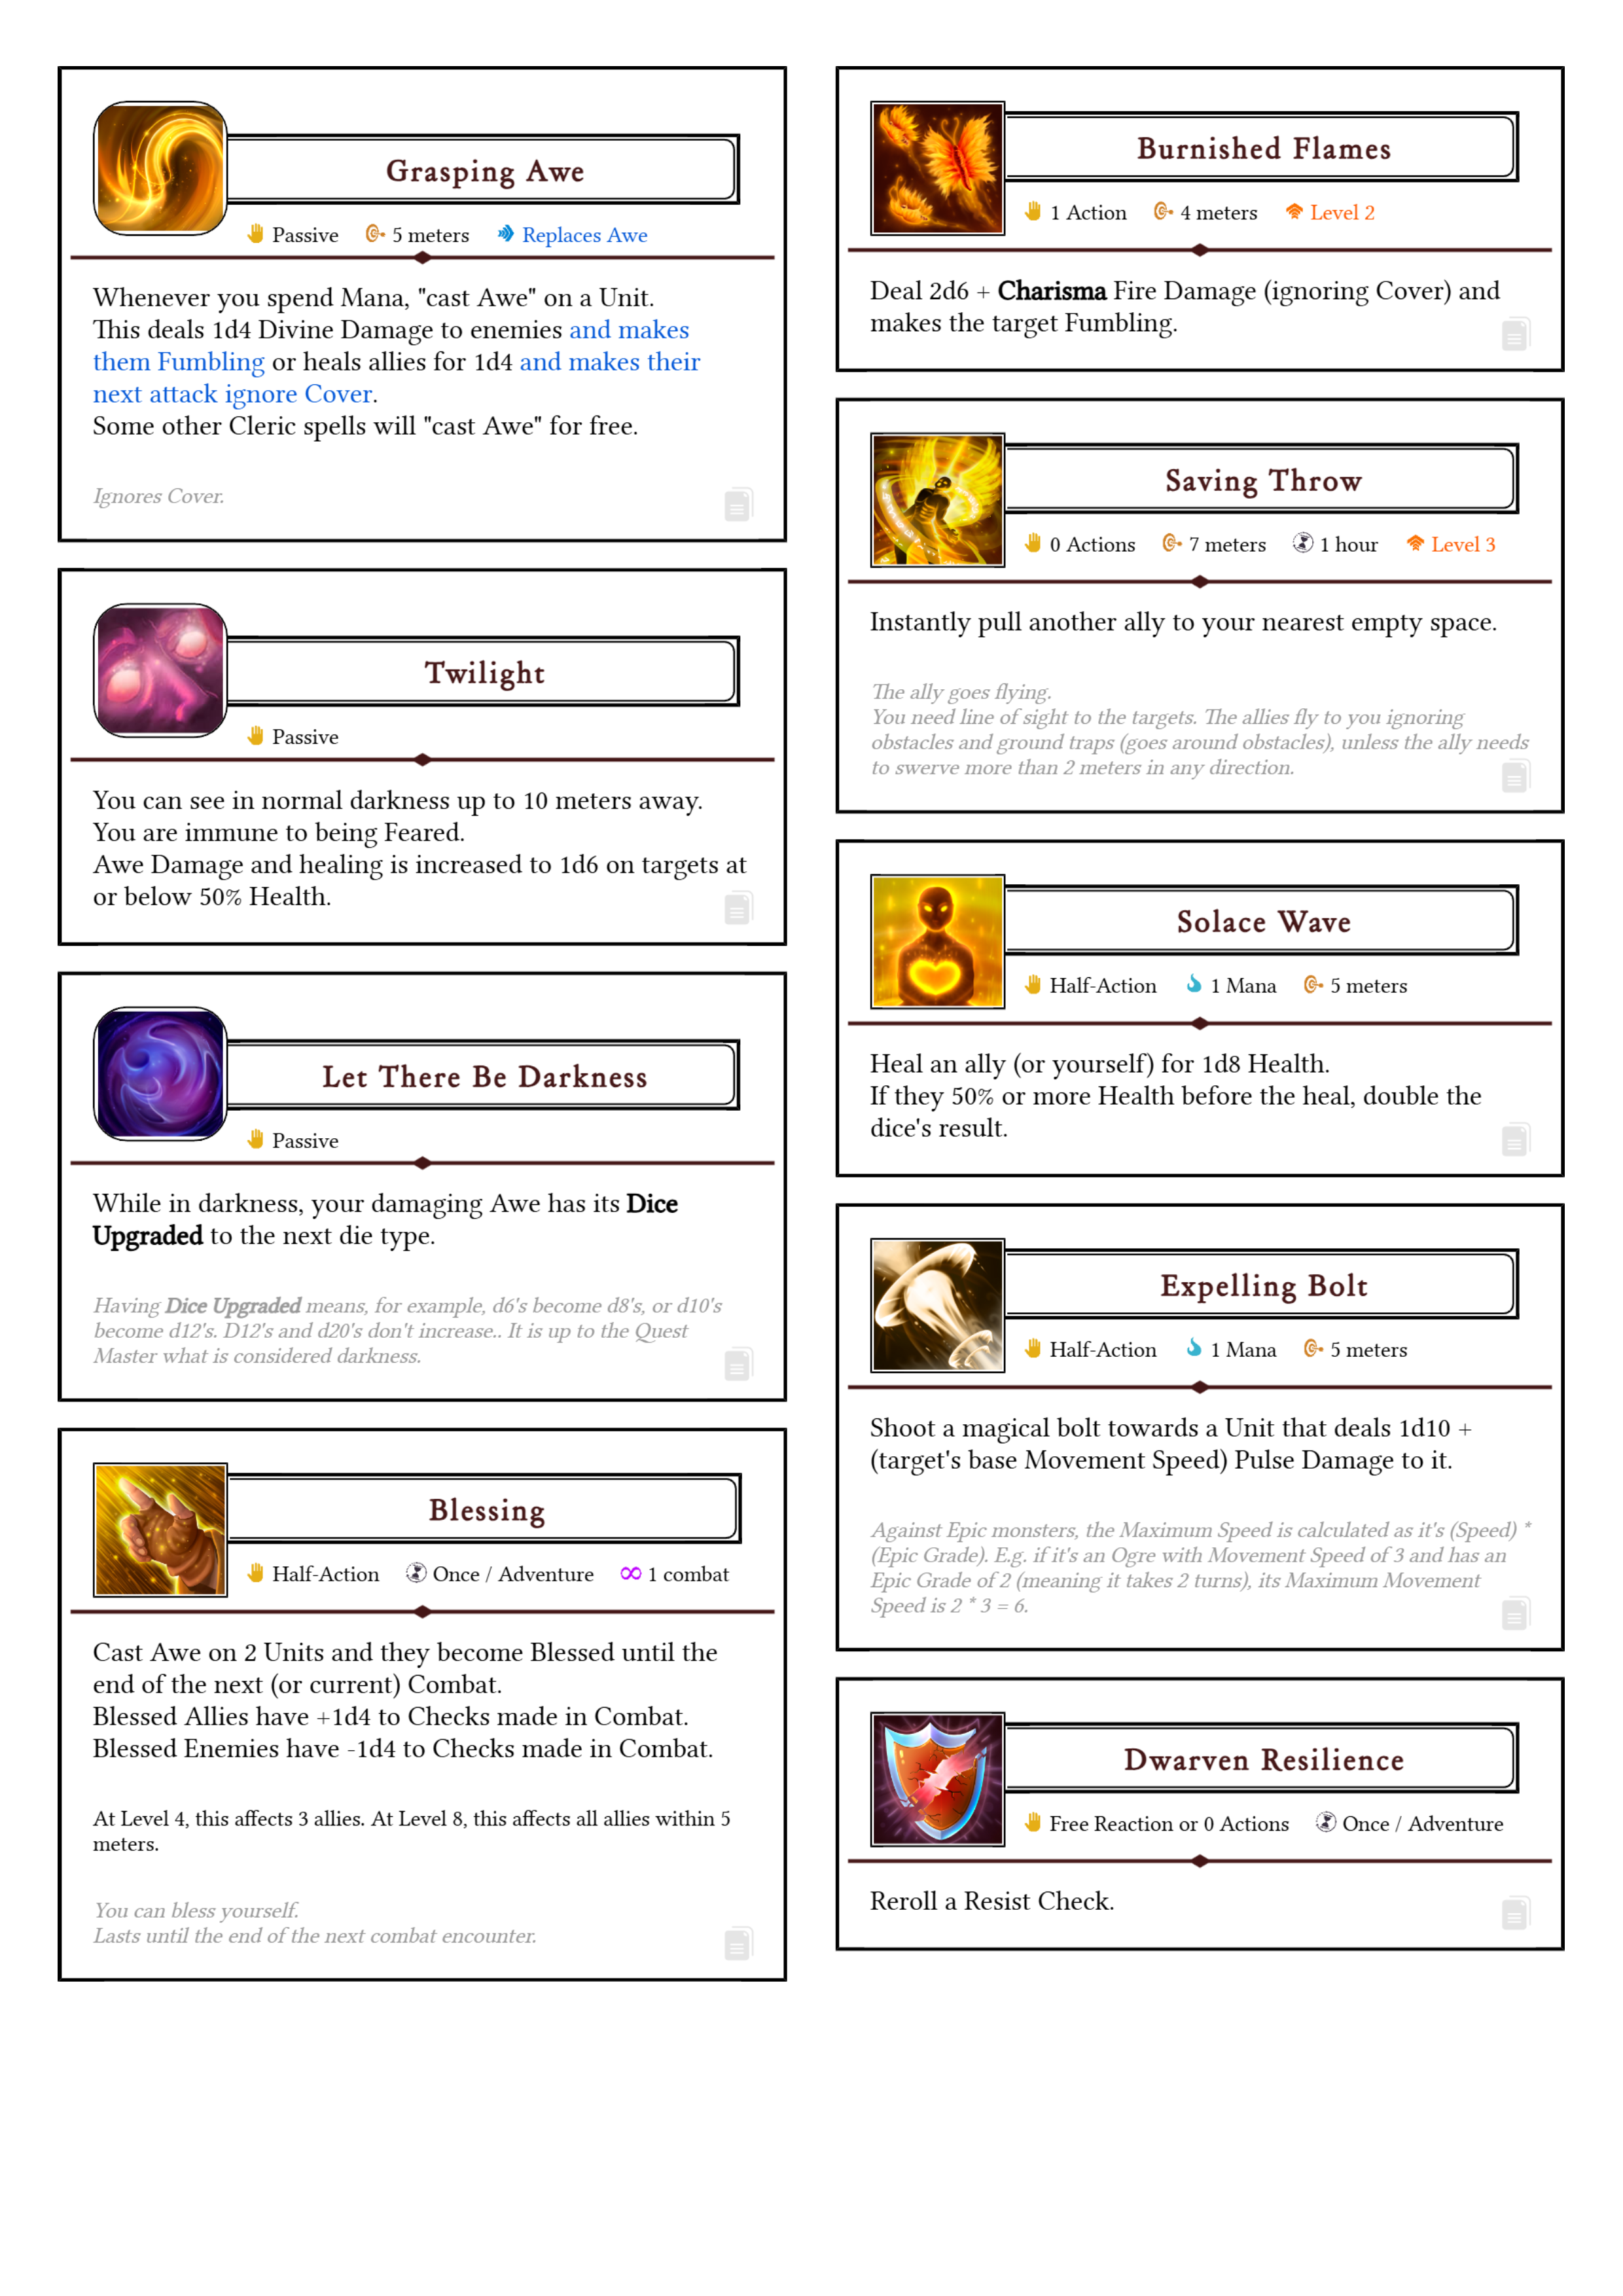 Grasping Awe
Passive 5 meters Replaces Awe
Whenever you spend Mana, "cast Awe" on a Unit.
This deals 1d4 Divine Damage to enemies and makes
them Fumbling or heals allies for 1d4 and makes their
next attack ignore Cover.
Some other Cleric spells will "cast Awe" for free.
Ignores Cover.
Twilight
Passive
You can see in normal darkness up to 10 meters away.
You are immune to being Feared.
Awe Damage and healing is increased to 1d6 on targets at
or below 50% Health.
Let There Be Darkness
Passive
While in darkness, your damaging Awe has its Dice
Upgraded to the next die type.
Having Dice Upgraded means, for example, d6's become d8's, or d10's
become d12's. D12's and d20's don't increase.. It is up to the Quest
Master what is considered darkness.
Blessing
Half-Action Once / Adventure 1 combat
Cast Awe on 2 Units and they become Blessed until the
end of the next (or current) Combat.
Blessed Allies have +1d4 to Checks made in Combat.
Blessed Enemies have -1d4 to Checks made in Combat.
At Level 4, this affects 3 allies. At Level 8, this affects all allies within 5
meters.
You can bless yourself.
Lasts until the end of the next combat encounter.
Burnished Flames
1 Action 4 meters Level 2
Deal 2d6 + Charisma Fire Damage (ignoring Cover) and
makes the target Fumbling.
Saving Throw
0 Actions 7 meters 1 hour Level 3
Instantly pull another ally to your nearest empty space.
The ally goes flying.
You need line of sight to the targets. The allies fly to you ignoring
obstacles and ground traps (goes around obstacles), unless the ally needs
to swerve more than 2 meters in any direction.
Solace Wave
Half-Action 1 Mana 5 meters
Heal an ally (or yourself) for 1d8 Health.
If they 50% or more Health before the heal, double the
dice's result.
Expelling Bolt
Half-Action 1 Mana 5 meters
Shoot a magical bolt towards a Unit that deals 1d10 +
(target's base Movement Speed) Pulse Damage to it.
Against Epic monsters, the Maximum Speed is calculated as it's (Speed) *
(Epic Grade). E.g. if it's an Ogre with Movement Speed of 3 and has an
Epic Grade of 2 (meaning it takes 2 turns), its Maximum Movement
Speed is 2 * 3 = 6.
Dwarven Resilience
Free Reaction or 0 Actions Once / Adventure
Reroll a Resist Check.